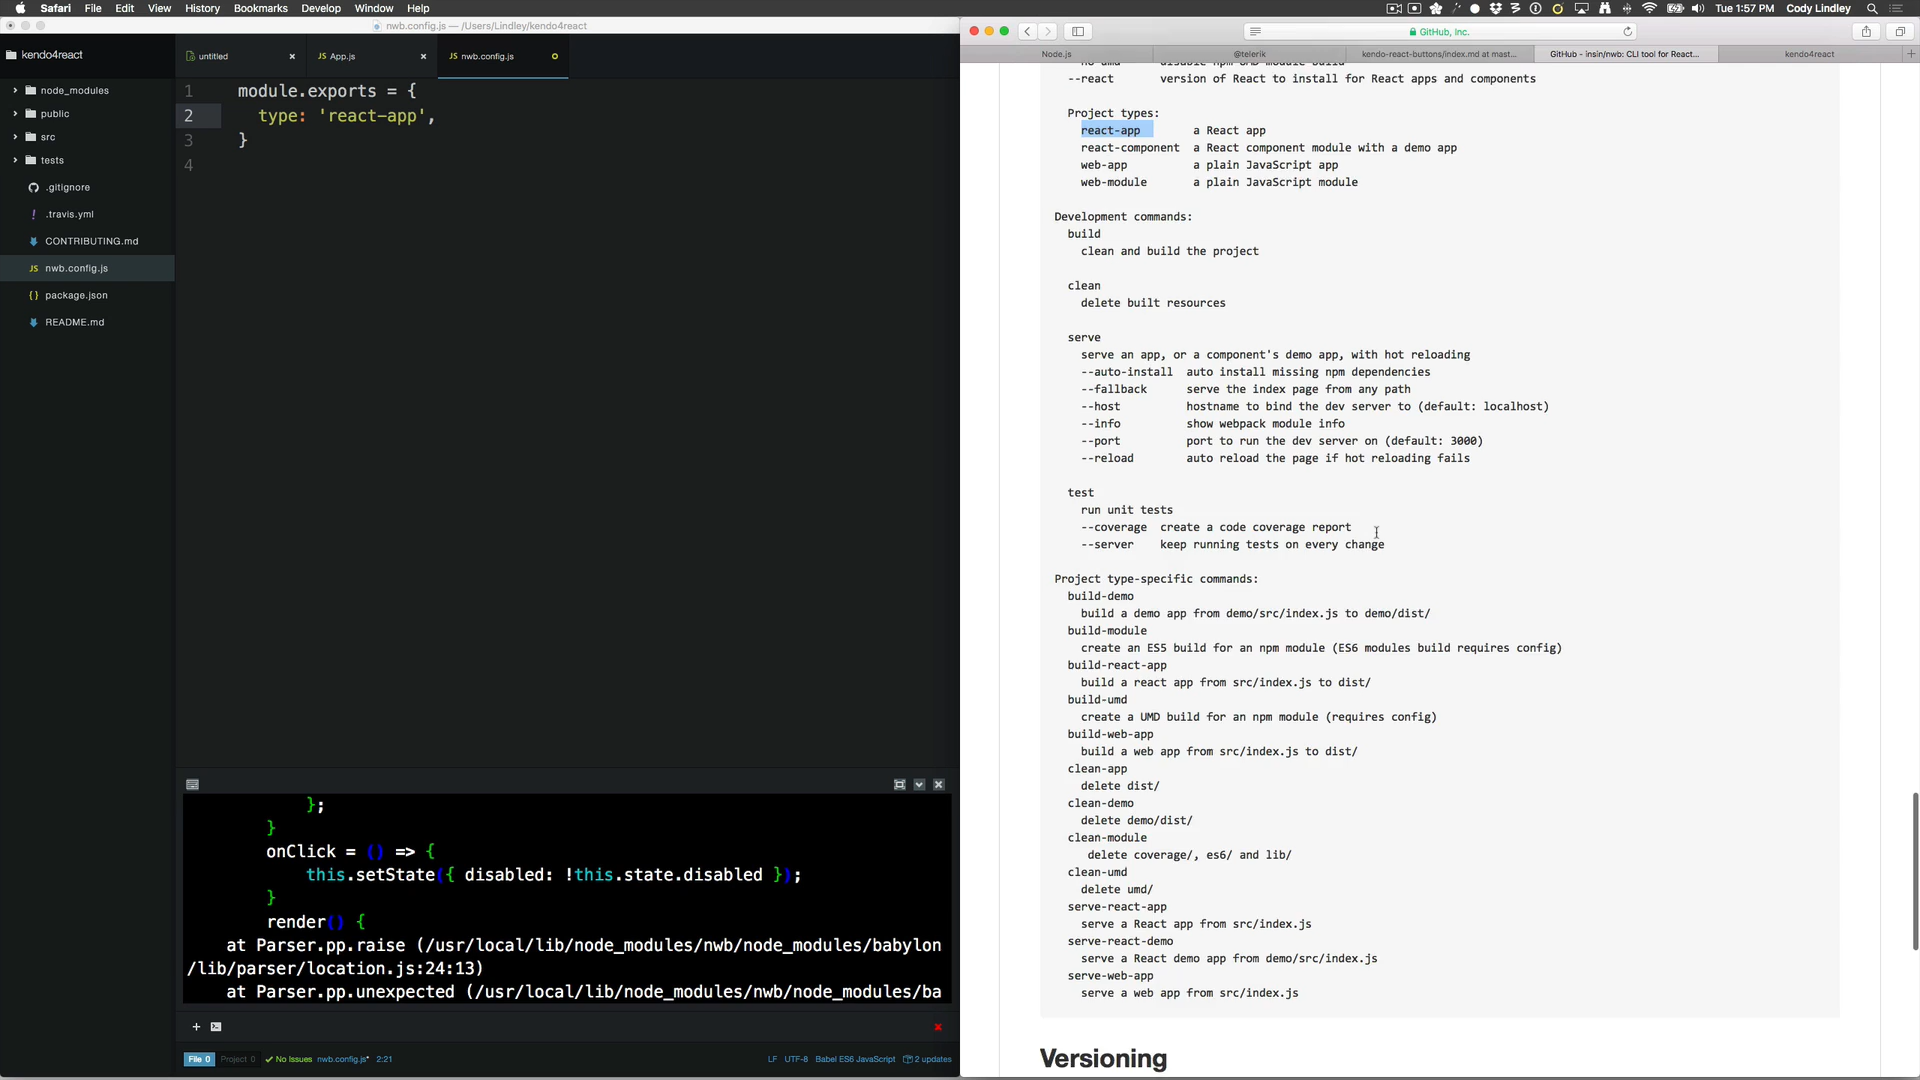 Safari File Edit View History Bookmarks Develop Window Help
Tue 1:57 PM Cody Lindley
nwb.config.js — /Users/Lindley/kendo4react
kendo4react
node_modules
public
src
tests
.gitignore
.travis.yml
CONTRIBUTING.md
nwb.config.js
package.json
README.md
untitled
App.js
nwb.config.js
1 module.exports = {
2 type: 'react-app',
3 }
4
};
}
onClick = () => {
this.setState({ disabled: !this.state.disabled });
}
render() {
at Parser.pp.raise (/usr/local/lib/node_modules/nwb/node_modules/babylon
/lib/parser/location.js:24:13)
at Parser.pp.unexpected (/usr/local/lib/node_modules/nwb/node_modules/ba
File 0 Project 0 No Issues nwb.config.js* 2:21
LF UTF-8 Babel ES6 JavaScript 2 updates
GitHub, Inc.
Node.js
@telerik
kendo-react-buttons/index.md at mast...
GitHub - insin/nwb: CLI tool for React...
kendo4react
--react version of React to install for React apps and components
Project types:
react-app a React app
react-component a React component module with a demo app
web-app a plain JavaScript app
web-module a plain JavaScript module
Development commands:
build
clean and build the project
clean
delete built resources
serve
serve an app, or a component's demo app, with hot reloading
--auto-install auto install missing npm dependencies
--fallback serve the index page from any path
--host hostname to bind the dev server to (default: localhost)
--info show webpack module info
--port port to run the dev server on (default: 3000)
--reload auto reload the page if hot reloading fails
test
run unit tests
--coverage create a code coverage report
--server keep running tests on every change
Project type-specific commands:
build-demo
build a demo app from demo/src/index.js to demo/dist/
build-module
create an ES5 build for an npm module (ES6 modules build requires config)
build-react-app
build a react app from src/index.js to dist/
build-umd
create a UMD build for an npm module (requires config)
build-web-app
build a web app from src/index.js to dist/
clean-app
delete dist/
clean-demo
delete demo/dist/
clean-module
delete coverage/, es6/ and lib/
clean-umd
delete umd/
serve-react-app
serve a React app from src/index.js
serve-react-demo
serve a React demo app from demo/src/index.js
serve-web-app
serve a web app from src/index.js
Versioning